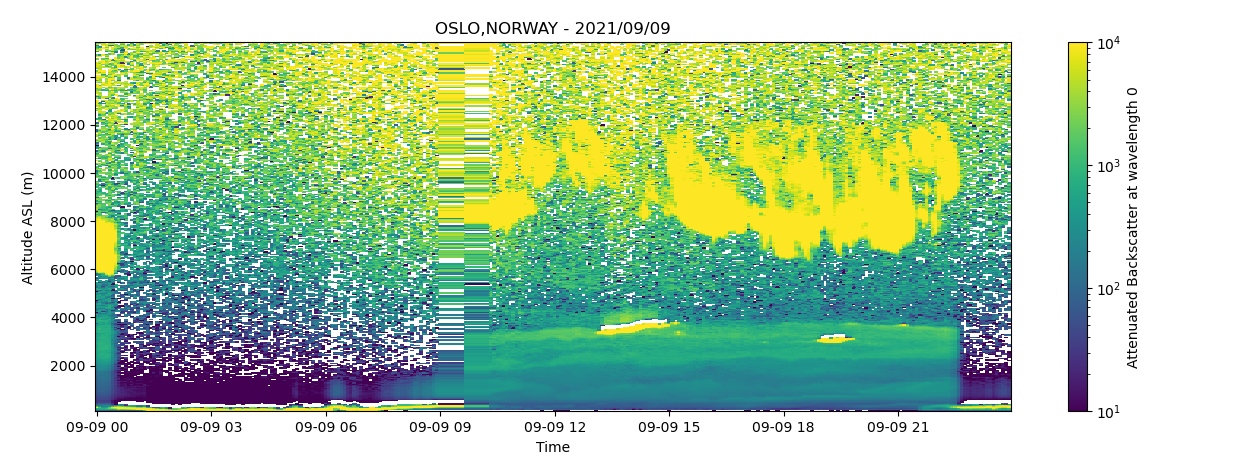 OSLO,NORWAY - 2021/09/09
14000
12000
10000
8000
6000
4000
2000
Altitude ASL (m)
09-09 00 09-09 03 09-09 06 09-09 09 09-09 12 09-09 15 09-09 18 09-09 21
Time
10^4
10^3
10^2
10^1
Attenuated Backscatter at wavelength 0